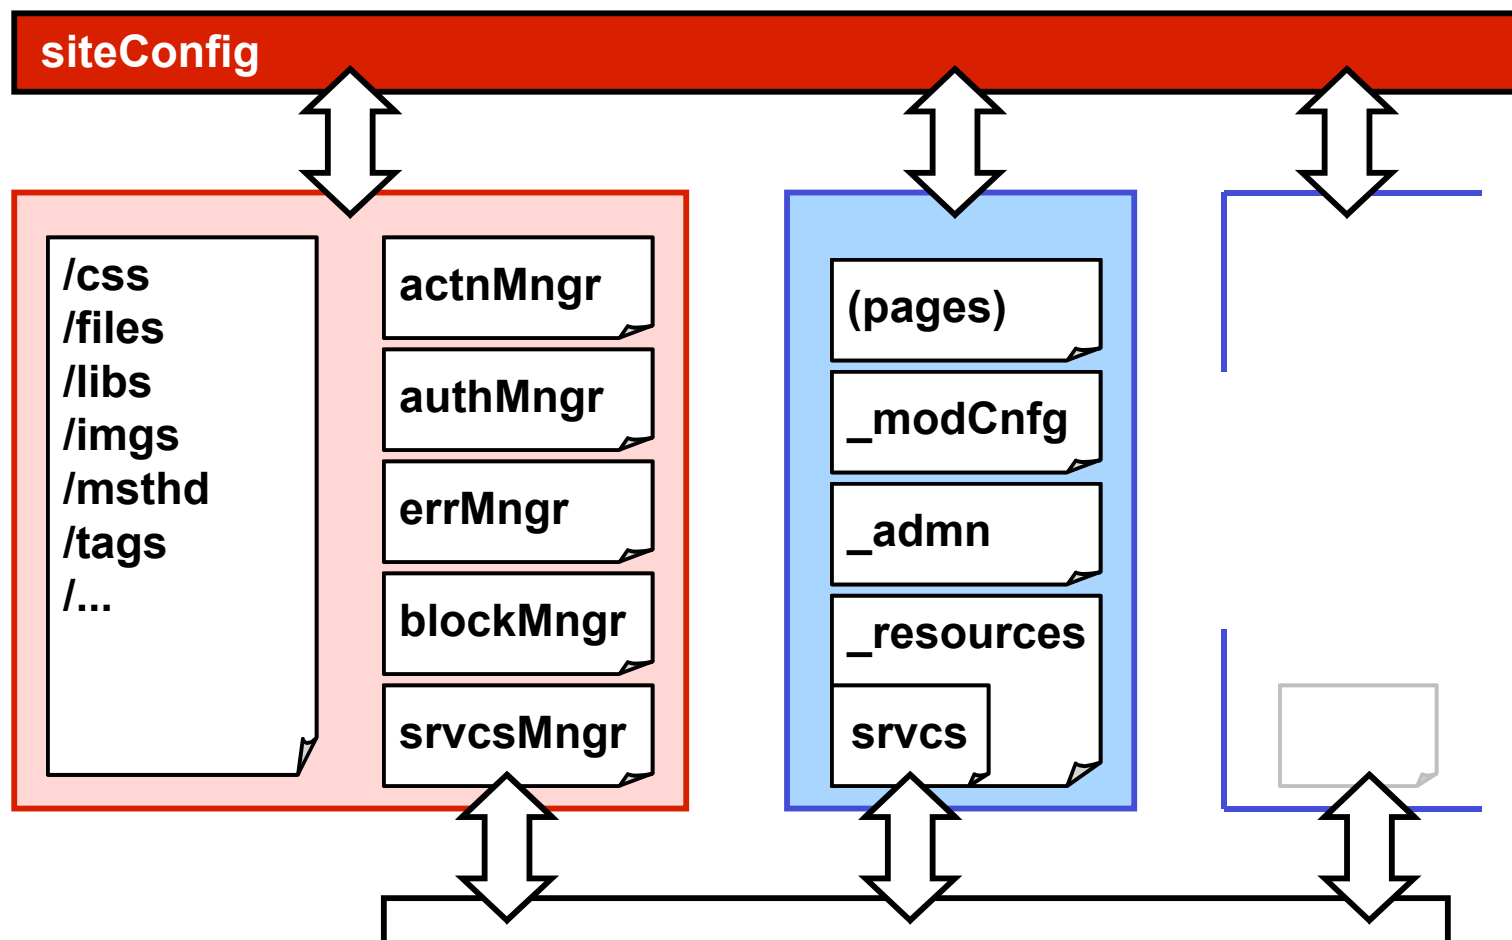 siteConfig
/css
/files
/libs
/imgs
/msthd
/tags
/...
actnMngr
authMngr
errMngr
blockMngr
srvcsMngr
(pages)
_modCnfg
_admn
_resources
srvcs